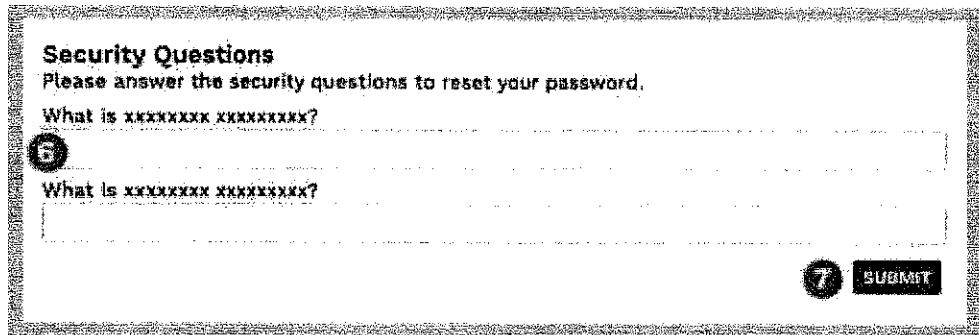 Security Questions
Please answer the security questions to reset your password.
What is xxxxxxxx xxxxxxxxx?
6
What is xxxxxxxx xxxxxxxxx?
7 SUBMIT